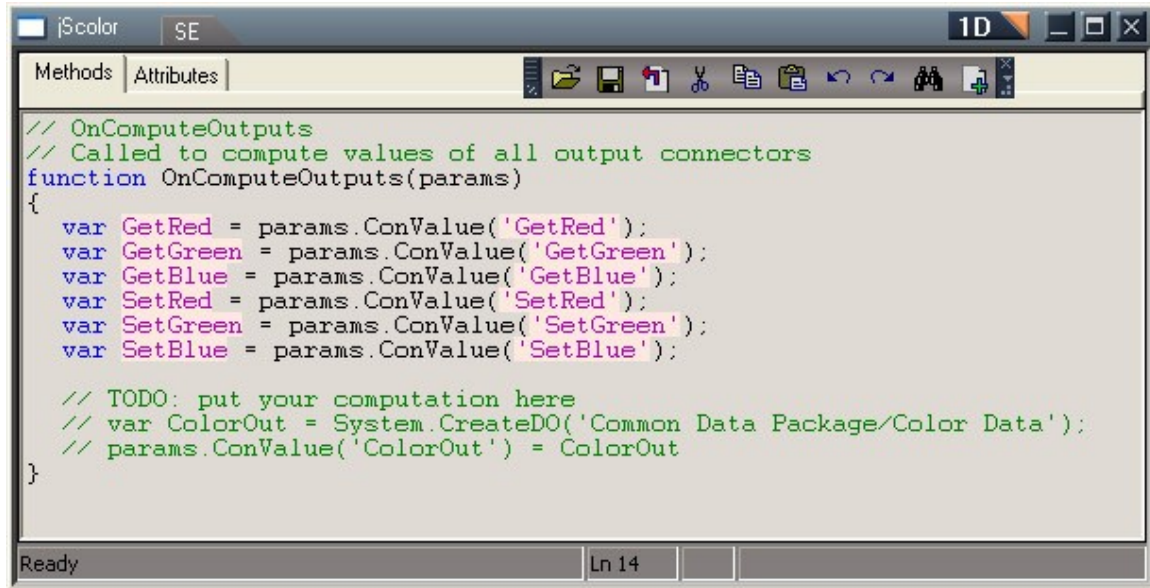 jScolor SE 1D
Methods Attributes
// OnComputeOutputs
// Called to compute values of all output connectors
function OnComputeOutputs(params)
{
var GetRed = params.ConValue('GetRed');
var GetGreen = params.ConValue('GetGreen');
var GetBlue = params.ConValue('GetBlue');
var SetRed = params.ConValue('SetRed');
var SetGreen = params.ConValue('SetGreen');
var SetBlue = params.ConValue('SetBlue');
// TODO: put your computation here
// var ColorOut = System.CreateDO('Common Data Package/Color Data');
// params.ConValue('ColorOut') = ColorOut
}
Ready Ln 14